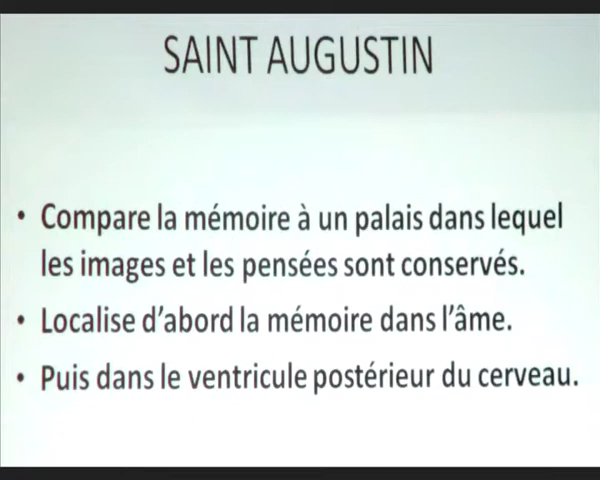 SAINT AUGUSTIN
• Compare la mémoire à un palais dans lequel
les images et les pensées sont conservés.
• Localise d'abord la mémoire dans l'âme.
• Puis dans le ventricule postérieur du cerveau.